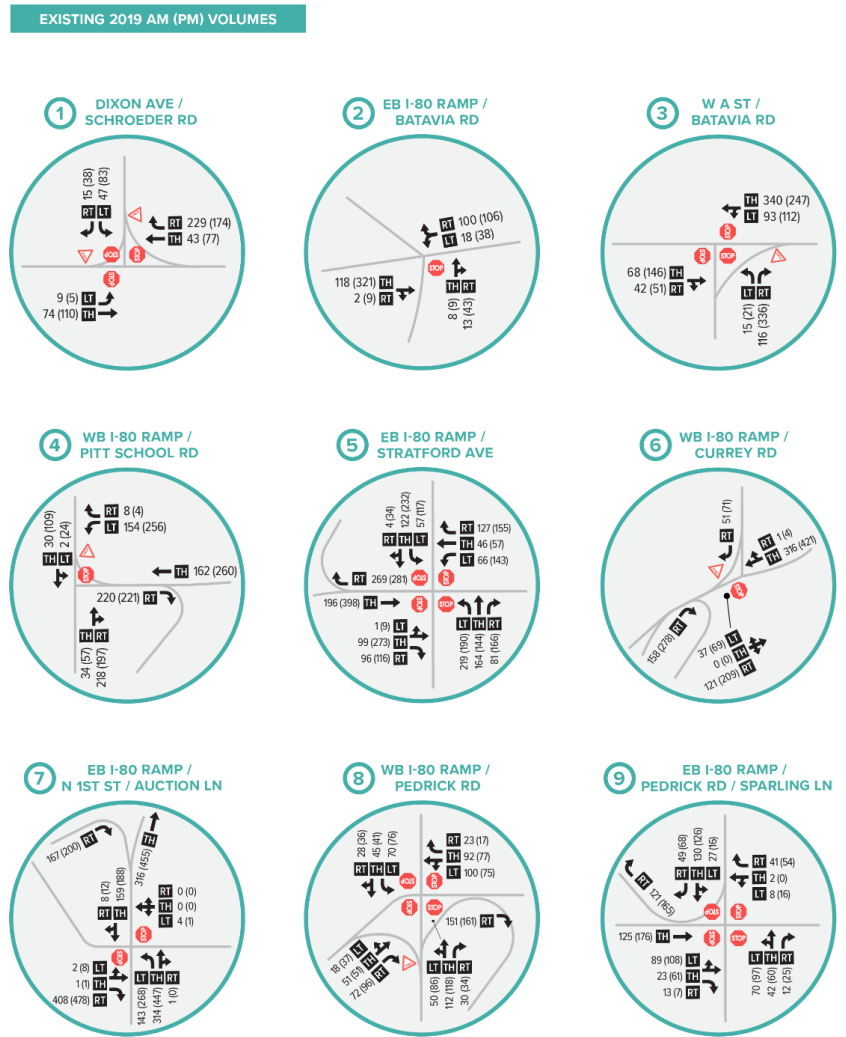 EXISTING 2019 AM (PM) VOLUMES
1
DIXON AVE /
SCHROEDER RD
15 (38)
47 (83)
RT LT
RT 229 (174)
TH 43 (77)
STOP
STOP
STOP
9 (5) LT
74 (110) TH
2
EB I-80 RAMP /
BATAVIA RD
RT 100 (106)
LT 18 (38)
STOP
118 (321) TH
2 (9) RT
TH RT
8 (9)
13 (43)
3
W A ST /
BATAVIA RD
TH 340 (247)
LT 93 (112)
STOP
STOP
STOP
68 (146) TH
42 (51) RT
LT RT
15 (21)
116 (336)
4
WB I-80 RAMP /
PITT SCHOOL RD
RT 8 (4)
LT 154 (256)
30 (109)
2 (24)
TH LT
STOP
TH 162 (260)
220 (221) RT
TH RT
34 (57)
218 (197)
5
EB I-80 RAMP /
STRATFORD AVE
4 (34)
122 (232)
57 (117)
RT TH LT
RT 127 (155)
TH 46 (57)
LT 66 (143)
RT 269 (281)
STOP
STOP
196 (398) TH
STOP
STOP
1 (9) LT
99 (273) TH
96 (116) RT
LT TH RT
219 (190)
164 (144)
81 (166)
6
WB I-80 RAMP /
CURREY RD
51 (71)
RT
RT 1 (4)
TH 316 (421)
STOP
158 (278) RT
37 (69) LT
0 (0) TH
121 (209) RT
7
EB I-80 RAMP /
N 1ST ST / AUCTION LN
167 (200) RT
316 (455) TH
8 (12)
159 (188)
RT TH
RT 0 (0)
TH 0 (0)
LT 4 (1)
STOP
STOP
2 (8) LT
1 (1) TH
408 (478) RT
LT TH RT
143 (268)
314 (447)
1 (0)
8
WB I-80 RAMP /
PEDRICK RD
28 (36)
45 (41)
70 (76)
RT TH LT
RT 23 (17)
TH 92 (77)
LT 100 (75)
STOP
STOP
STOP
STOP
151 (161) RT
18 (37) LT
51 (51) TH
72 (96) RT
LT TH RT
50 (86)
112 (118)
30 (34)
9
EB I-80 RAMP /
PEDRICK RD / SPARLING LN
49 (68)
130 (126)
27 (16)
RT TH LT
RT 41 (54)
TH 2 (0)
LT 8 (16)
RT
121 (165)
STOP
STOP
125 (176) TH
STOP
STOP
89 (108) LT
23 (61) TH
13 (7) RT
LT TH RT
70 (97)
42 (60)
12 (25)